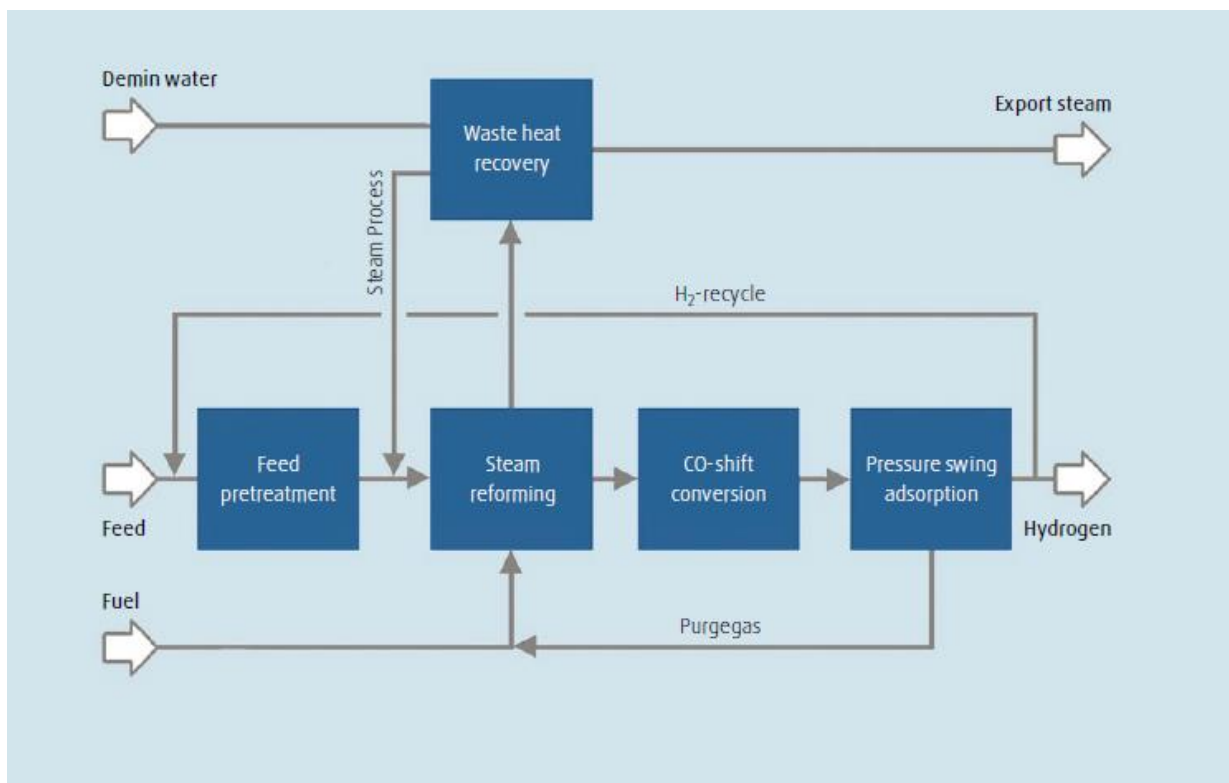 Demin water
Waste heat
recovery
Export steam
Steam Process
H₂-recycle
Feed
pretreatment
Steam
reforming
CO-shift
conversion
Pressure swing
adsorption
Feed
Hydrogen
Fuel
Purgegas